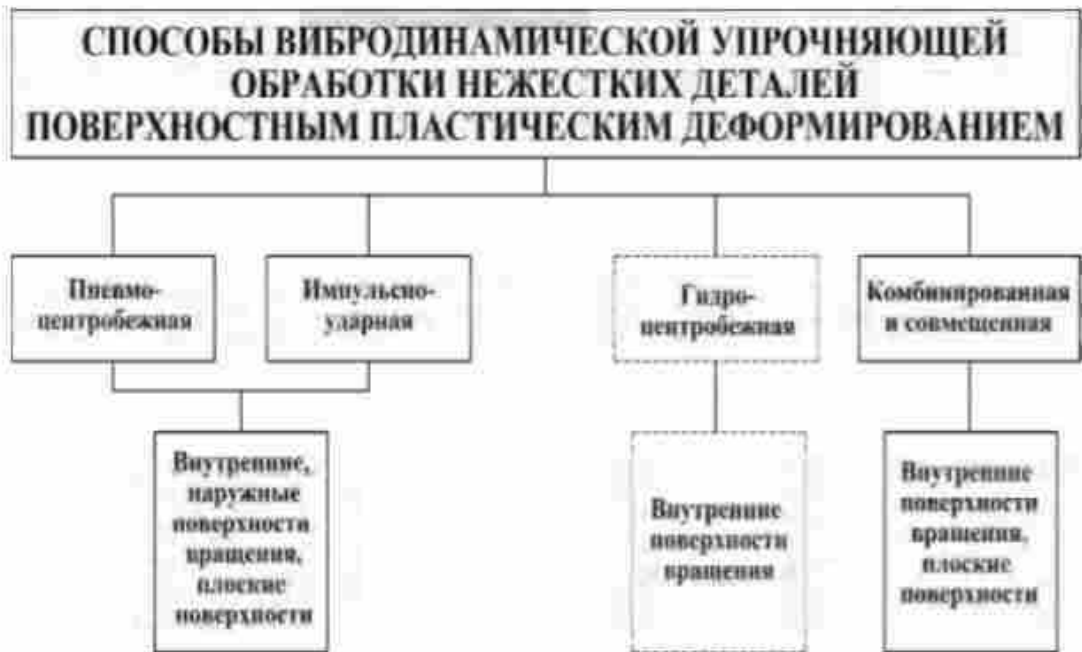 СПОСОБЫ ВИБРОДИНАМИЧЕСКОЙ УПРОЧНЯЮЩЕЙ
ОБРАБОТКИ НЕЖЕСТКИХ ДЕТАЛЕЙ
ПОВЕРХНОСТНЫМ ПЛАСТИЧЕСКИМ ДЕФОРМИРОВАНИЕМ
Пневмо-
центробежная
Импульсно-
ударная
Гидро-
центробежная
Комбинированная
и совмещенная
Внутренние,
наружные
поверхности
вращения,
плоские
поверхности
Внутренние
поверхности
вращения
Внутренние
поверхности
вращения,
плоские
поверхности